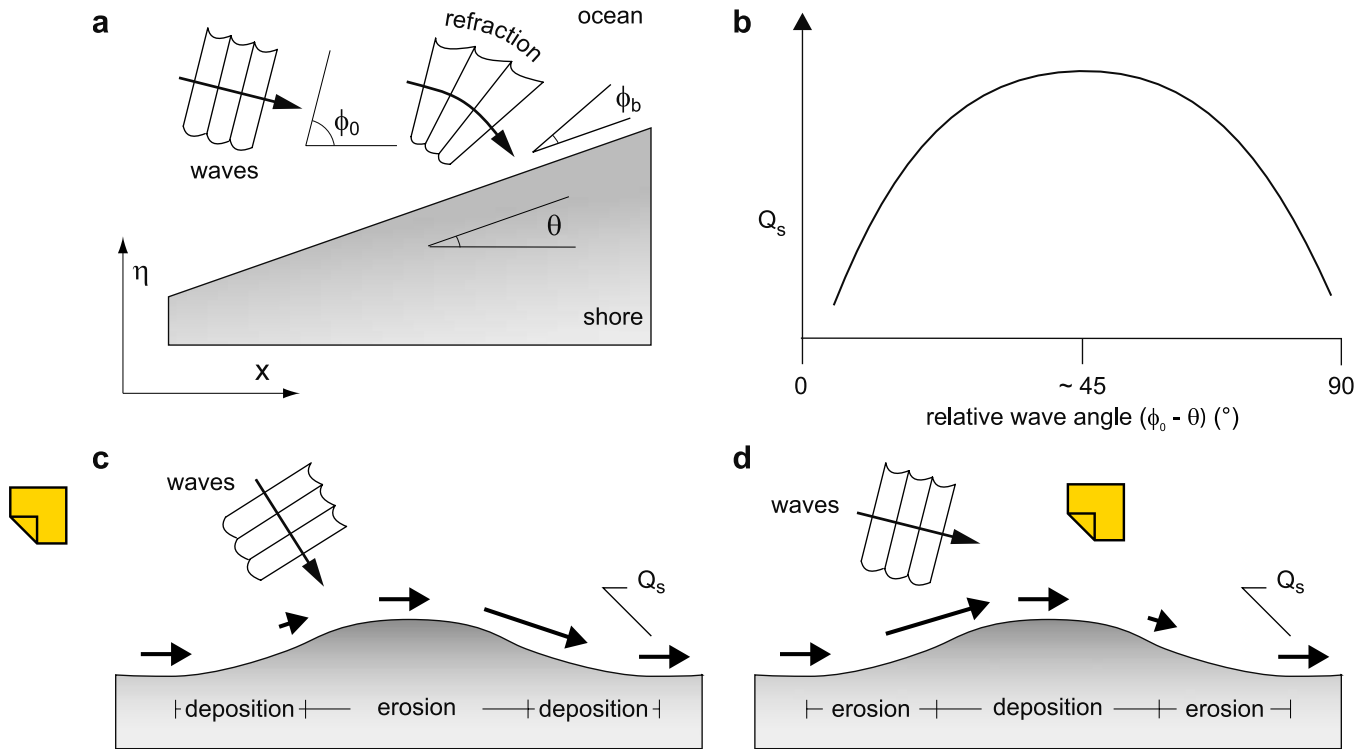 a
ocean
refraction
ϕ₀
ϕb
waves
θ
η
shore
x
b
Qs
0
~ 45
90
relative wave angle (ϕ₀ - θ) (°)
c
waves
Qs
deposition
erosion
deposition
d
waves
Qs
erosion
deposition
erosion